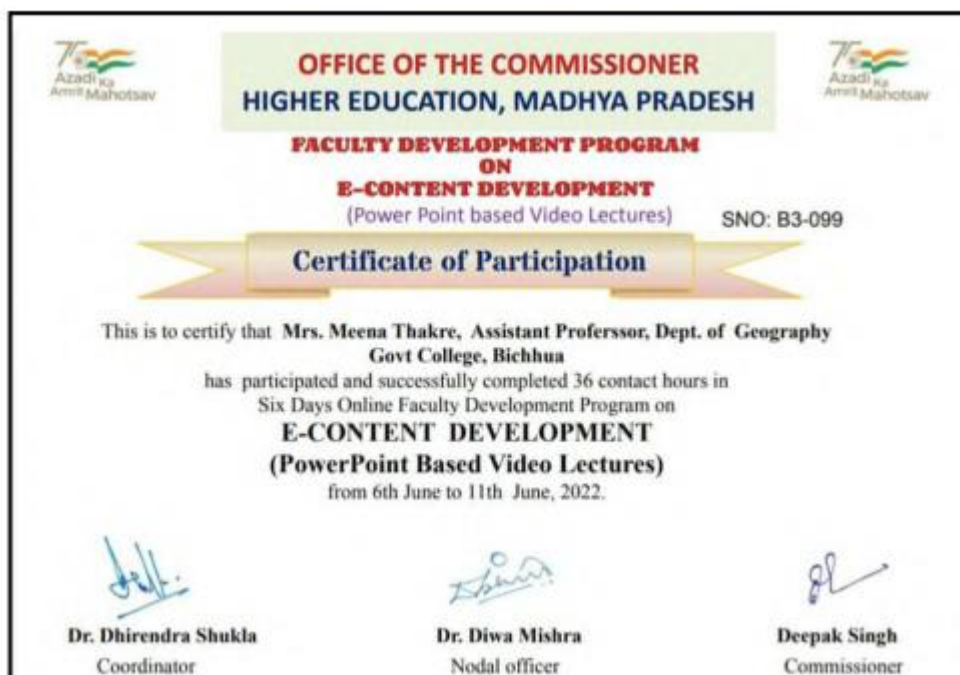 75
Azadi Ka
Amrit Mahotsav
OFFICE OF THE COMMISSIONER
HIGHER EDUCATION, MADHYA PRADESH
75
Azadi Ka
Amrit Mahotsav
FACULTY DEVELOPMENT PROGRAM
ON
E-CONTENT DEVELOPMENT
(Power Point based Video Lectures)
SNO: B3-099
Certificate of Participation
This is to certify that Mrs. Meena Thakre, Assistant Proferssor, Dept. of Geography
Govt College, Bichhua
has participated and successfully completed 36 contact hours in
Six Days Online Faculty Development Program on
E-CONTENT DEVELOPMENT
(PowerPoint Based Video Lectures)
from 6th June to 11th June, 2022.
Dr. Dhirendra Shukla
Dr. Diwa Mishra
Deepak Singh
Coordinator
Nodal officer
Commissioner